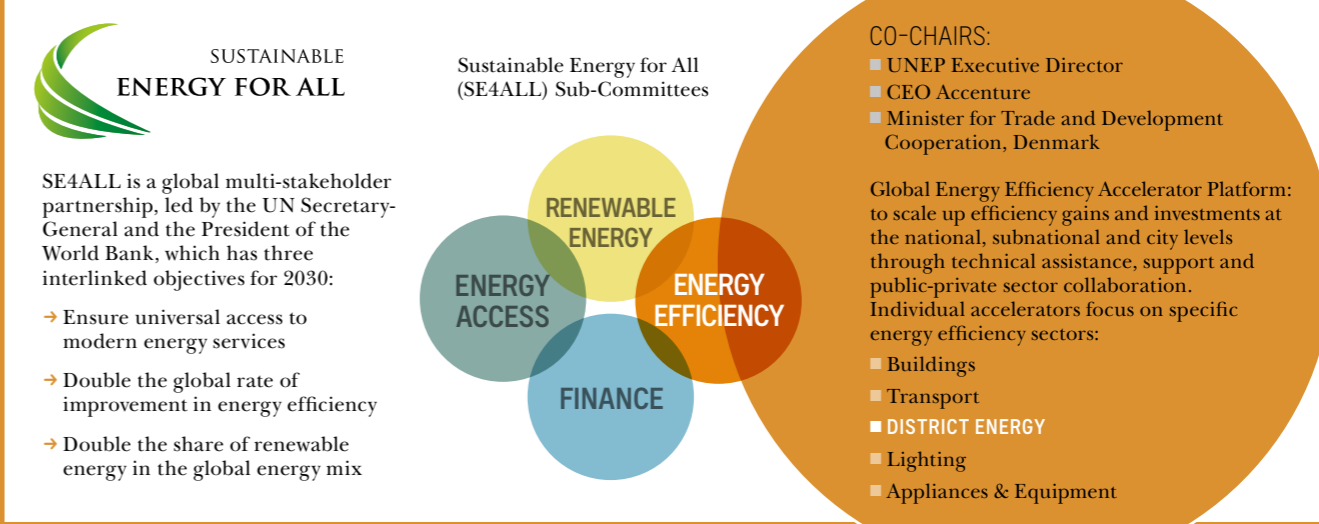 SUSTAINABLE
ENERGY FOR ALL
SE4ALL is a global multi-stakeholder
partnership, led by the UN Secretary-
General and the President of the
World Bank, which has three
interlinked objectives for 2030:
→ Ensure universal access to
modern energy services
→ Double the global rate of
improvement in energy efficiency
→ Double the share of renewable
energy in the global energy mix
Sustainable Energy for All
(SE4ALL) Sub-Committees
RENEWABLE
ENERGY
ENERGY
ACCESS
ENERGY
EFFICIENCY
FINANCE
CO-CHAIRS:
■ UNEP Executive Director
■ CEO Accenture
■ Minister for Trade and Development
Cooperation, Denmark
Global Energy Efficiency Accelerator Platform:
to scale up efficiency gains and investments at
the national, subnational and city levels
through technical assistance, support and
public-private sector collaboration.
Individual accelerators focus on specific
energy efficiency sectors:
■ Buildings
■ Transport
■ DISTRICT ENERGY
■ Lighting
■ Appliances & Equipment